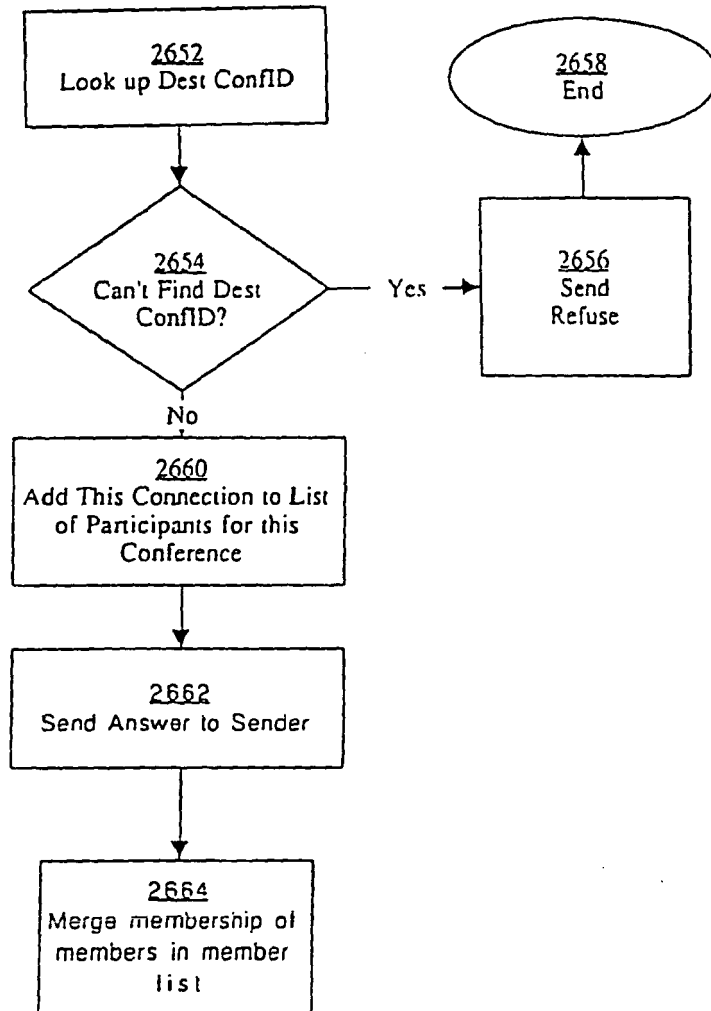 2652
Look up Dest ConfID
2658
End
2654
Can't Find Dest
ConfID?
Yes
2656
Send
Refuse
No
2660
Add This Connection to List
of Participants for this
Conference
2662
Send Answer to Sender
2664
Merge membership of
members in member
list